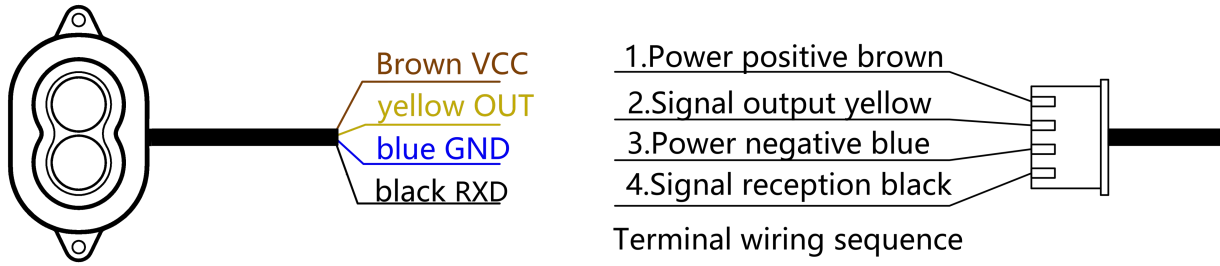 Brown VCC
yellow OUT
blue GND
black RXD
1.Power positive brown
2.Signal output yellow
3.Power negative blue
4.Signal reception black
Terminal wiring sequence